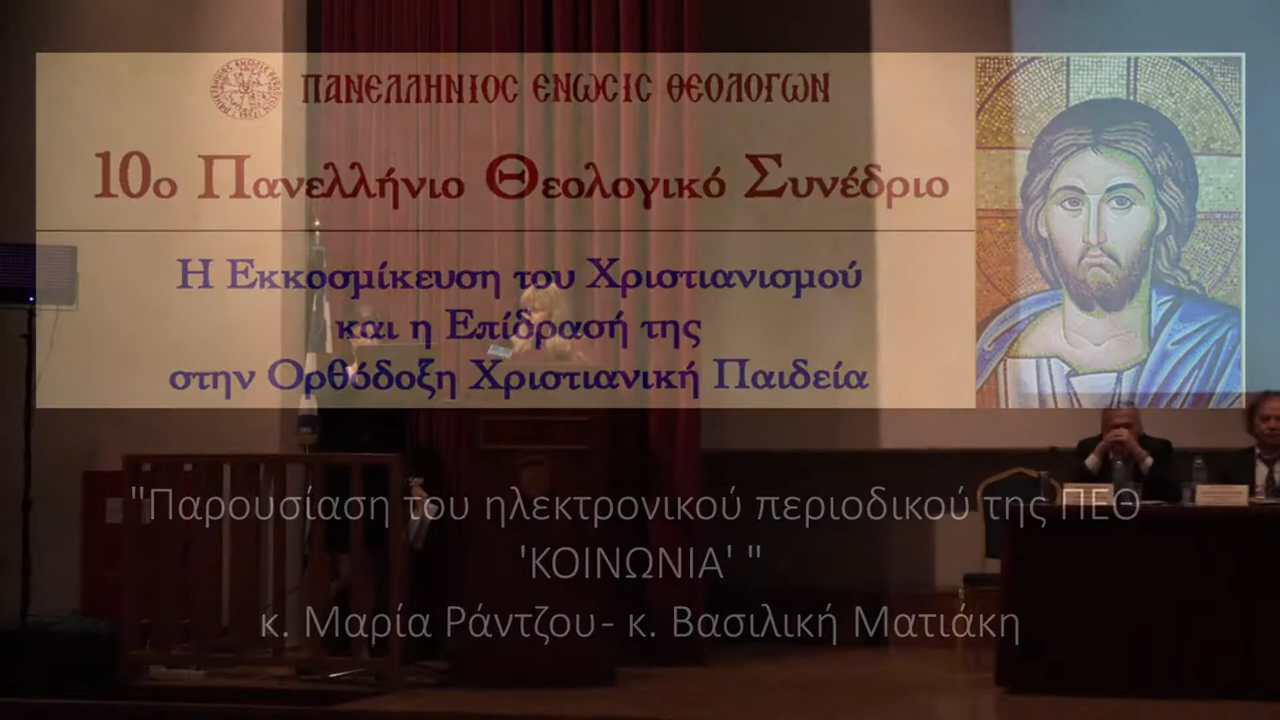 ΠΑΝΕΛΛΗΝΙΟC ΕΝΩCΙC ΘΕΟΛΟΓΩΝ
10ο Πανελλήνιο Θεολογικό Συνέδριο
Η Εκκοσμίκευση του Χριστιανισμού
και η Επίδρασή της
στην Ορθόδοξη Χριστιανική Παιδεία
"Παρουσίαση του ηλεκτρονικού περιοδικού της ΠΕΘ
'ΚΟΙΝΩΝΙΑ' "
κ. Μαρία Ράντζου- κ. Βασιλική Ματιάκη